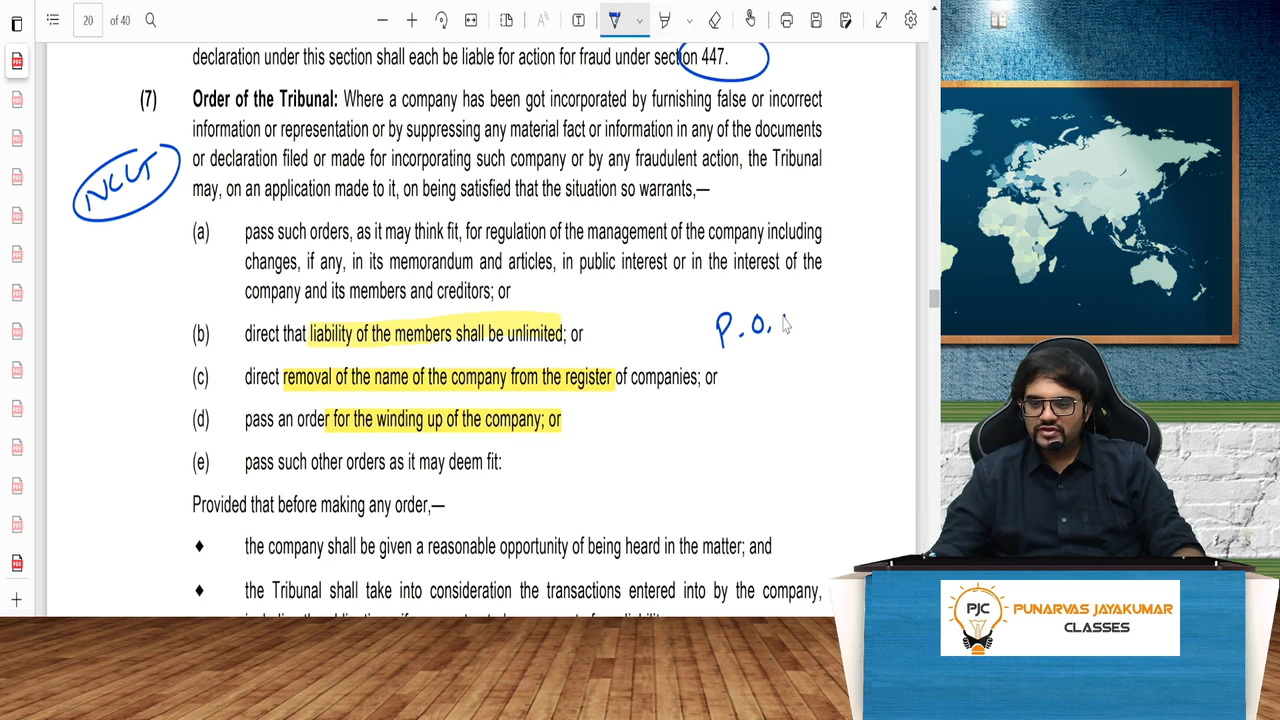 20 of 40
declaration under this section shall each be liable for action for fraud under section 447.
(7) Order of the Tribunal: Where a company has been got incorporated by furnishing false or incorrect
information or representation or by suppressing any material fact or information in any of the documents
or declaration filed or made for incorporating such company or by any fraudulent action, the Tribunal
may, on an application made to it, on being satisfied that the situation so warrants,—
NCLT
(a) pass such orders, as it may think fit, for regulation of the management of the company including
changes, if any, in its memorandum and articles, in public interest or in the interest of the
company and its members and creditors; or
(b) direct that liability of the members shall be unlimited; or
P.O.
(c) direct removal of the name of the company from the register of companies; or
(d) pass an order for the winding up of the company; or
(e) pass such other orders as it may deem fit:
Provided that before making any order,—
♦ the company shall be given a reasonable opportunity of being heard in the matter; and
♦ the Tribunal shall take into consideration the transactions entered into by the company,
PJC
PUNARVAS JAYAKUMAR
CLASSES